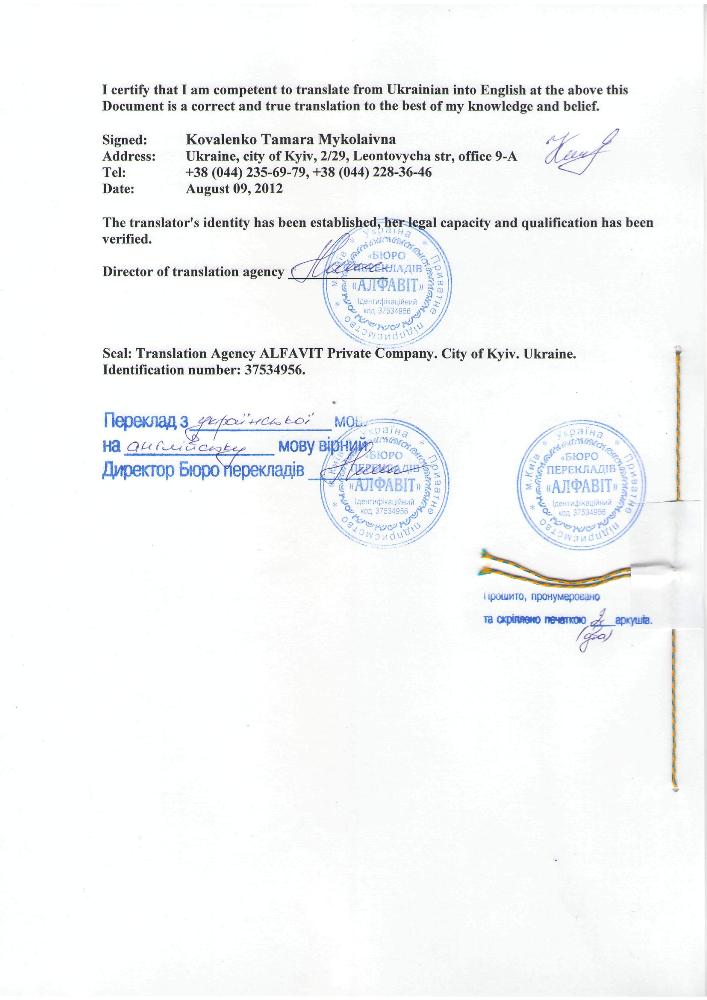 I certify that I am competent to translate from Ukrainian into English at the above this
Document is a correct and true translation to the best of my knowledge and belief.
Signed: Kovalenko Tamara Mykolaivna
Address: Ukraine, city of Kyiv, 2/29, Leontovycha str, office 9-A
Tel: +38 (044) 235-69-79, +38 (044) 228-36-46
Date: August 09, 2012
The translator's identity has been established, her legal capacity and qualification has been
verified.
Director of translation agency
Україна * Приватне підприємство * м.Київ *
«БЮРО
ПЕРЕКЛАДІВ
«АЛФАВІТ»
Ідентифікаційний
код 37534956
Seal: Translation Agency ALFAVIT Private Company. City of Kyiv. Ukraine.
Identification number: 37534956.
Переклад з української мов
на англійську мову вірний
Директор Бюро перекладів
Україна * Приватне підприємство * м.Київ *
«БЮРО
ПЕРЕКЛАДІВ
«АЛФАВІТ»
Ідентифікаційний
код 37534956
Україна * Приватне підприємство * м.Київ *
«БЮРО
ПЕРЕКЛАДІВ
«АЛФАВІТ»
Ідентифікаційний
код 37534956
Прошито, пронумеровано
та скріплено печаткою 2 аркушів.
(два)